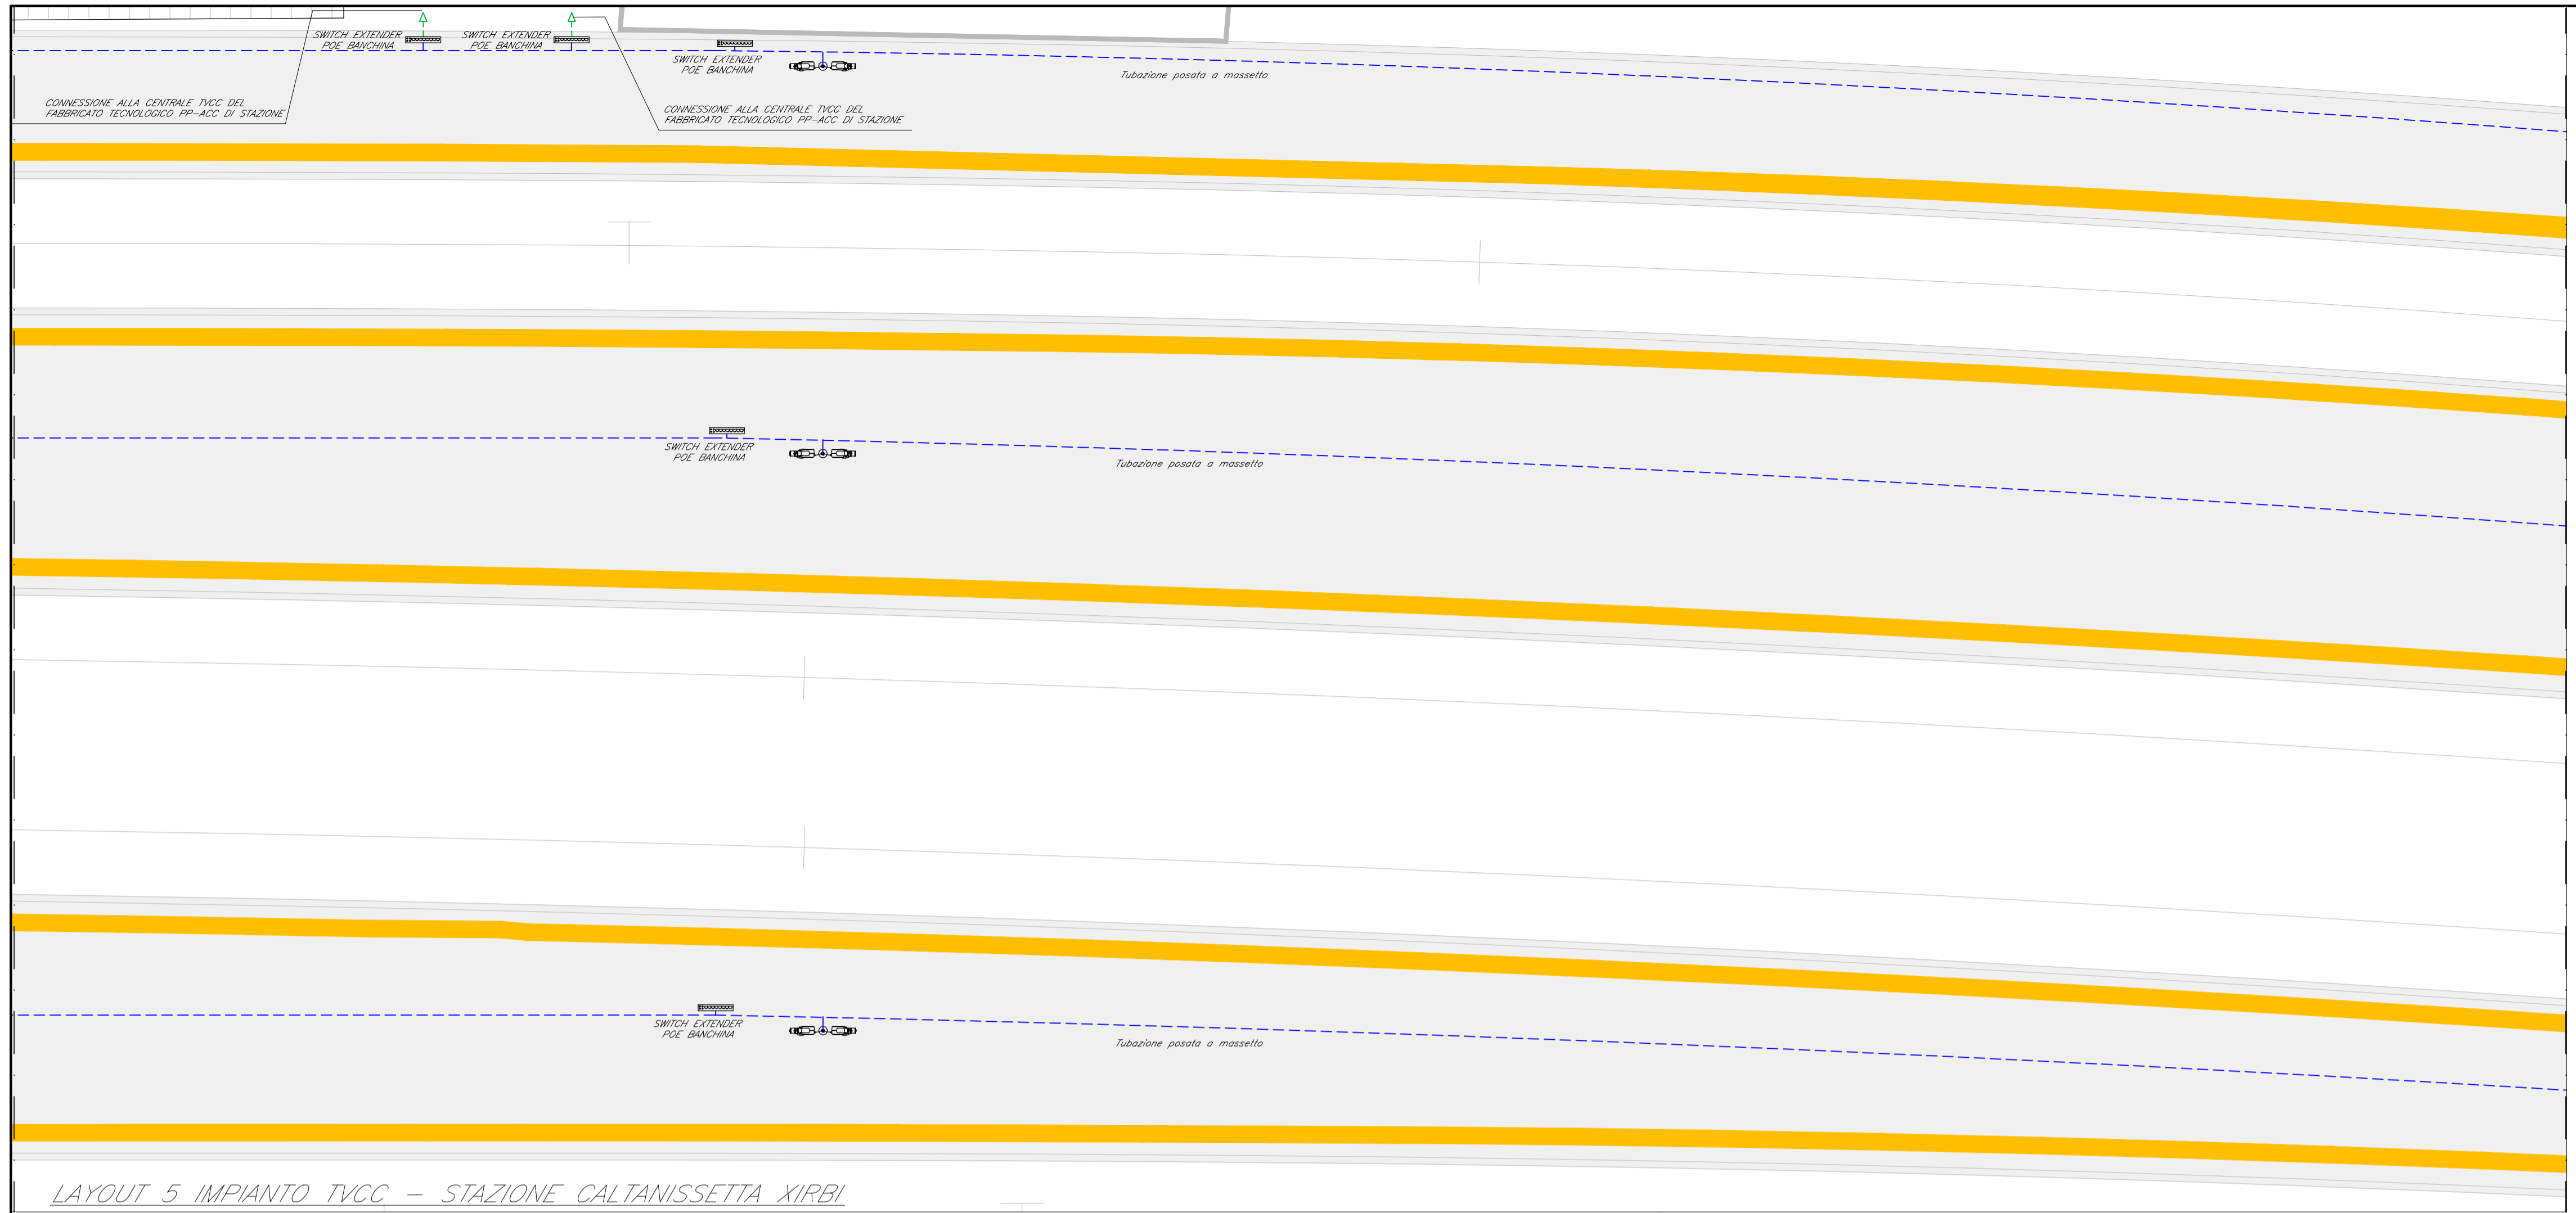 SWITCH EXTENDER
POE BANCHINA
SWITCH EXTENDER
POE BANCHINA
SWITCH EXTENDER
POE BANCHINA
Tubazione posata a massetto
CONNESSIONE ALLA CENTRALE TVCC DEL
FABBRICATO TECNOLOGICO PP-ACC DI STAZIONE
CONNESSIONE ALLA CENTRALE TVCC DEL
FABBRICATO TECNOLOGICO PP-ACC DI STAZIONE
SWITCH EXTENDER
POE BANCHINA
Tubazione posata a massetto
SWITCH EXTENDER
POE BANCHINA
Tubazione posata a massetto
LAYOUT 5 IMPIANTO TVCC - STAZIONE CALTANISSETTA XIRBI